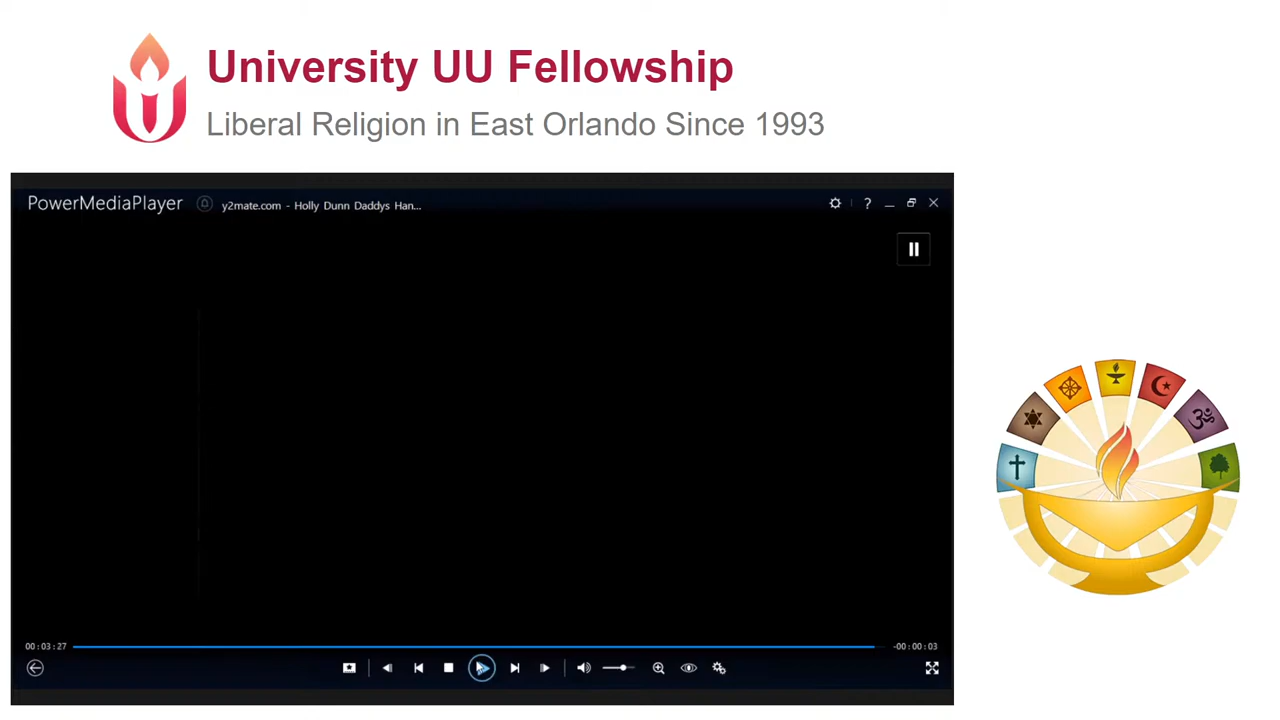 University UU Fellowship
Liberal Religion in East Orlando Since 1993
PowerMediaPlayer
y2mate.com - Holly Dunn Daddys Han...
?
00:03:27
-00:00:03